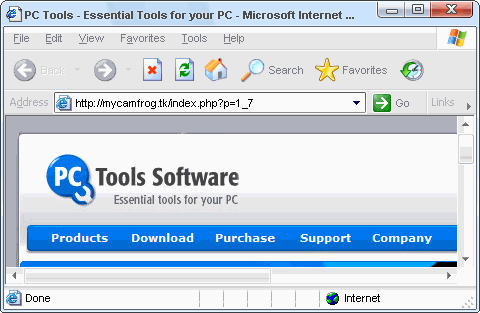 PC Tools - Essential Tools for your PC - Microsoft Internet ...
File Edit View Favorites Tools Help
Back Search Favorites
Address http://mycamfrog.tk/index.php?p=1_7 Go Links
PC Tools Software
Essential tools for your PC
Products Download Purchase Support Company
Done Internet